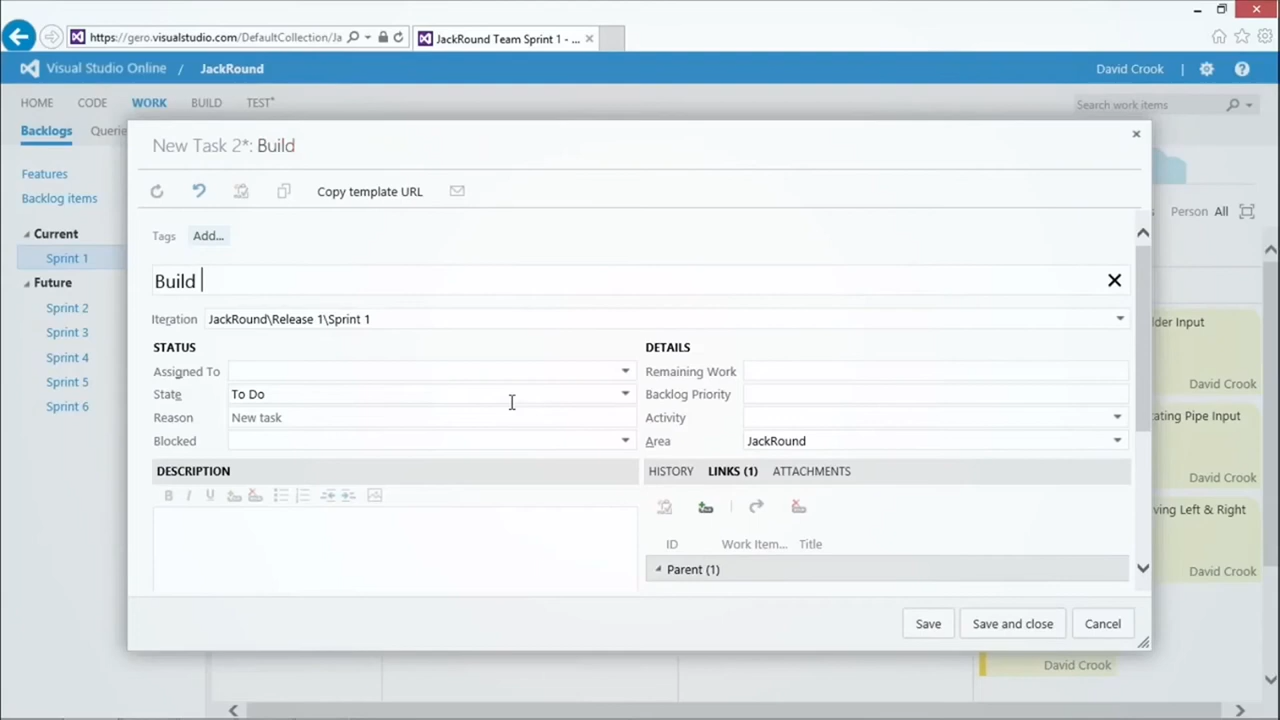 https://gero.visualstudio.com/DefaultCollection/Ja
JackRound Team Sprint 1 - ...
Visual Studio Online / JackRound
David Crook
HOME CODE WORK BUILD TEST*
Search work items
Backlogs Querie
New Task 2*: Build
Features
Copy template URL
Backlog items
Person All
Current
Tags Add...
Sprint 1
Build
Future
Sprint 2
Iteration JackRound\Release 1\Sprint 1
lder Input
Sprint 3
STATUS DETAILS
Sprint 4
Assigned To Remaining Work
Sprint 5
David Crook
State To Do Backlog Priority
Sprint 6
Reason New task Activity
ating Pipe Input
Blocked Area JackRound
DESCRIPTION HISTORY LINKS (1) ATTACHMENTS
David Crook
B I U
ving Left & Right
ID Work Item... Title
Parent (1)
David Crook
Save Save and close Cancel
David Crook